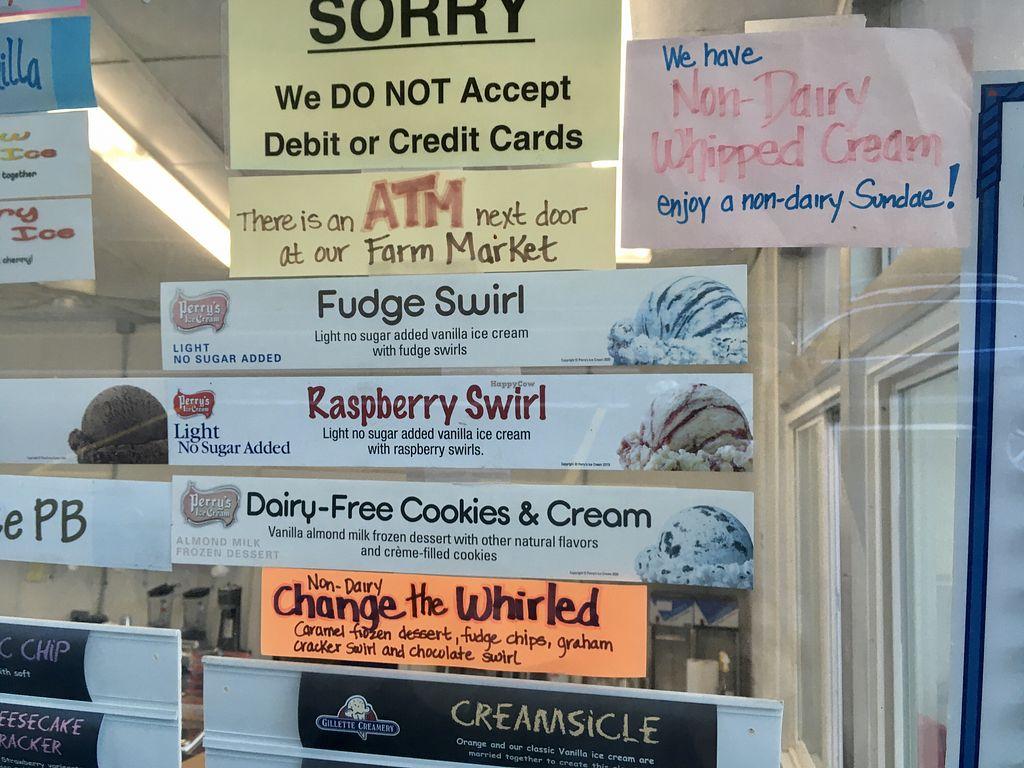 SORRY
We DO NOT Accept
Debit or Credit Cards
There is an ATM next door
at our Farm Market
We have
Non-Dairy
Whipped Cream
enjoy a non-dairy Sundae!
illa
Ice
together
Ice
cherry!
Perry's
Ice Cream
LIGHT
NO SUGAR ADDED
Fudge Swirl
Light no sugar added vanilla ice cream
with fudge swirls
HappyCow
Perry's
Ice Cream
Light
No Sugar Added
Raspberry Swirl
Light no sugar added vanilla ice cream
with raspberry swirls.
e PB
Perry's
Ice Cream
ALMOND MILK
FROZEN DESSERT
Dairy-Free Cookies & Cream
Vanilla almond milk frozen dessert with other natural flavors
and crème-filled cookies
Non-Dairy
Change the Whirled
Caramel frozen dessert, fudge chips, graham
cracker swirl and chocolate swirl
C CHIP
ith soft
EESECAKE
RACKER
GILLETTE CREAMERY
CREAMSICLE
Orange and our classic Vanilla ice cream are
married together to create this